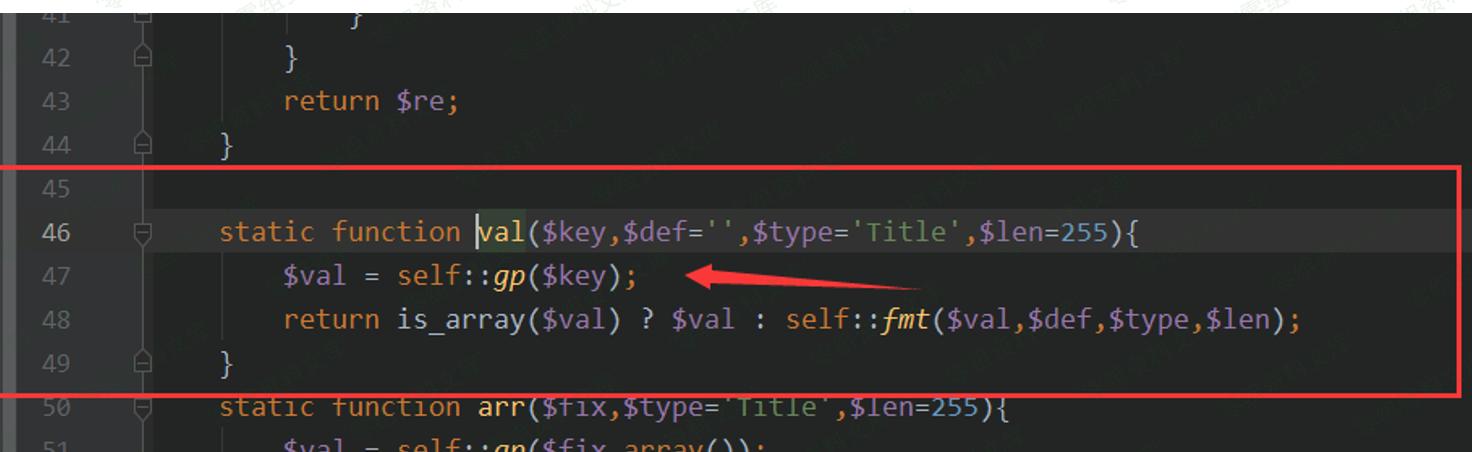 41 }
42 }
43 return $re;
44 }
45
46 static function val($key,$def='',$type='Title',$len=255){
47 $val = self::gp($key);
48 return is_array($val) ? $val : self::fmt($val,$def,$type,$len);
49 }
50 static function arr($fix,$type='Title',$len=255){
51 $val = self::gp($fix,array());